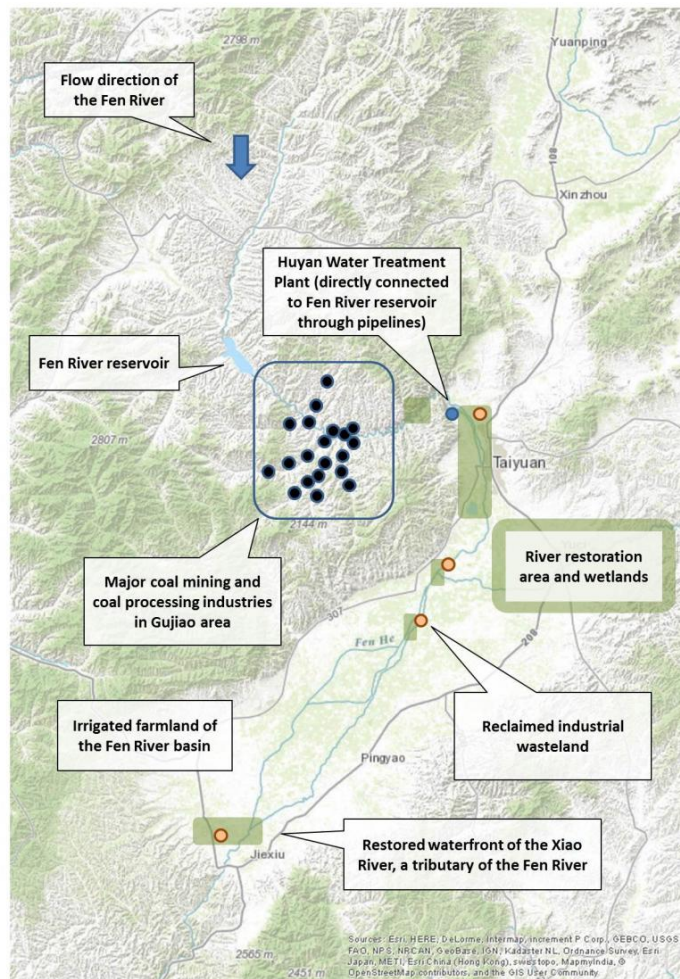 2798 m
Yuanping
Flow direction of
the Fen River
108
Xin zhou
Huyan Water Treatment
Plant (directly connected
to Fen River reservoir
through pipelines)
Fen River reservoir
2807 m
Taiyuan
2144 m
River restoration
area and wetlands
Major coal mining and
coal processing industries
in Gujiao area
307
208
Fen He
Irrigated farmland of
the Fen River basin
Reclaimed industrial
wasteland
Pingyao
Restored waterfront of the Xiao
River, a tributary of the Fen River
Jiexiu
2565 m
2451 m
Sources: Esri, HERE, DeLorme, Intermap, increment P Corp., GEBCO, USGS
FAO, NPS, NRCAN, GeoBase, IGN, Kadaster NL, Ordnance Survey, Esri
Japan, METI, Esri China (Hong Kong), swisstopo, MapmyIndia, ©
OpenStreetMap contributors, and the GIS User Community